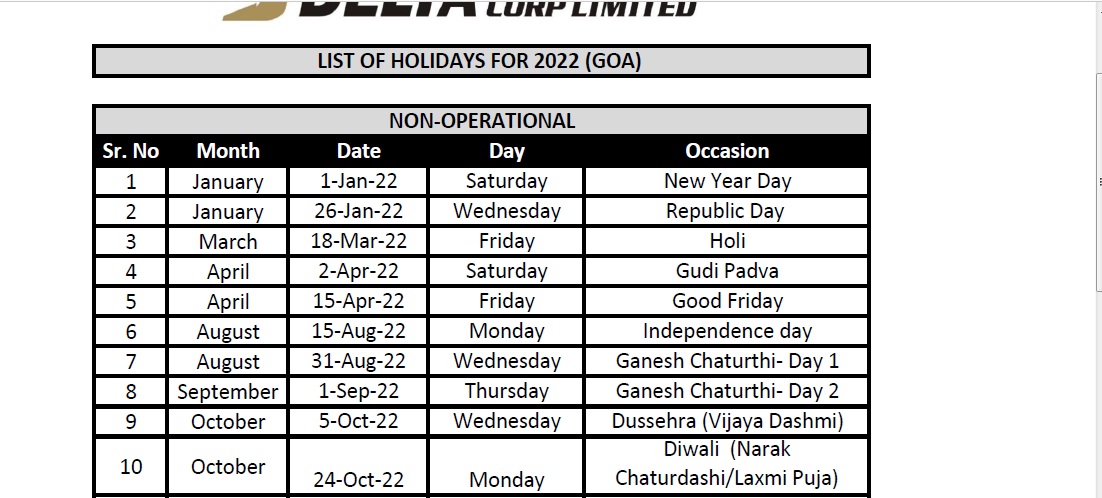 DELTA CORP LIMITED
LIST OF HOLIDAYS FOR 2022 (GOA)
NON-OPERATIONAL
Sr. No Month Date Day Occasion
1 January 1-Jan-22 Saturday New Year Day
2 January 26-Jan-22 Wednesday Republic Day
3 March 18-Mar-22 Friday Holi
4 April 2-Apr-22 Saturday Gudi Padva
5 April 15-Apr-22 Friday Good Friday
6 August 15-Aug-22 Monday Independence day
7 August 31-Aug-22 Wednesday Ganesh Chaturthi- Day 1
8 September 1-Sep-22 Thursday Ganesh Chaturthi- Day 2
9 October 5-Oct-22 Wednesday Dussehra (Vijaya Dashmi)
10 October 24-Oct-22 Monday Diwali (Narak
Chaturdashi/Laxmi Puja)